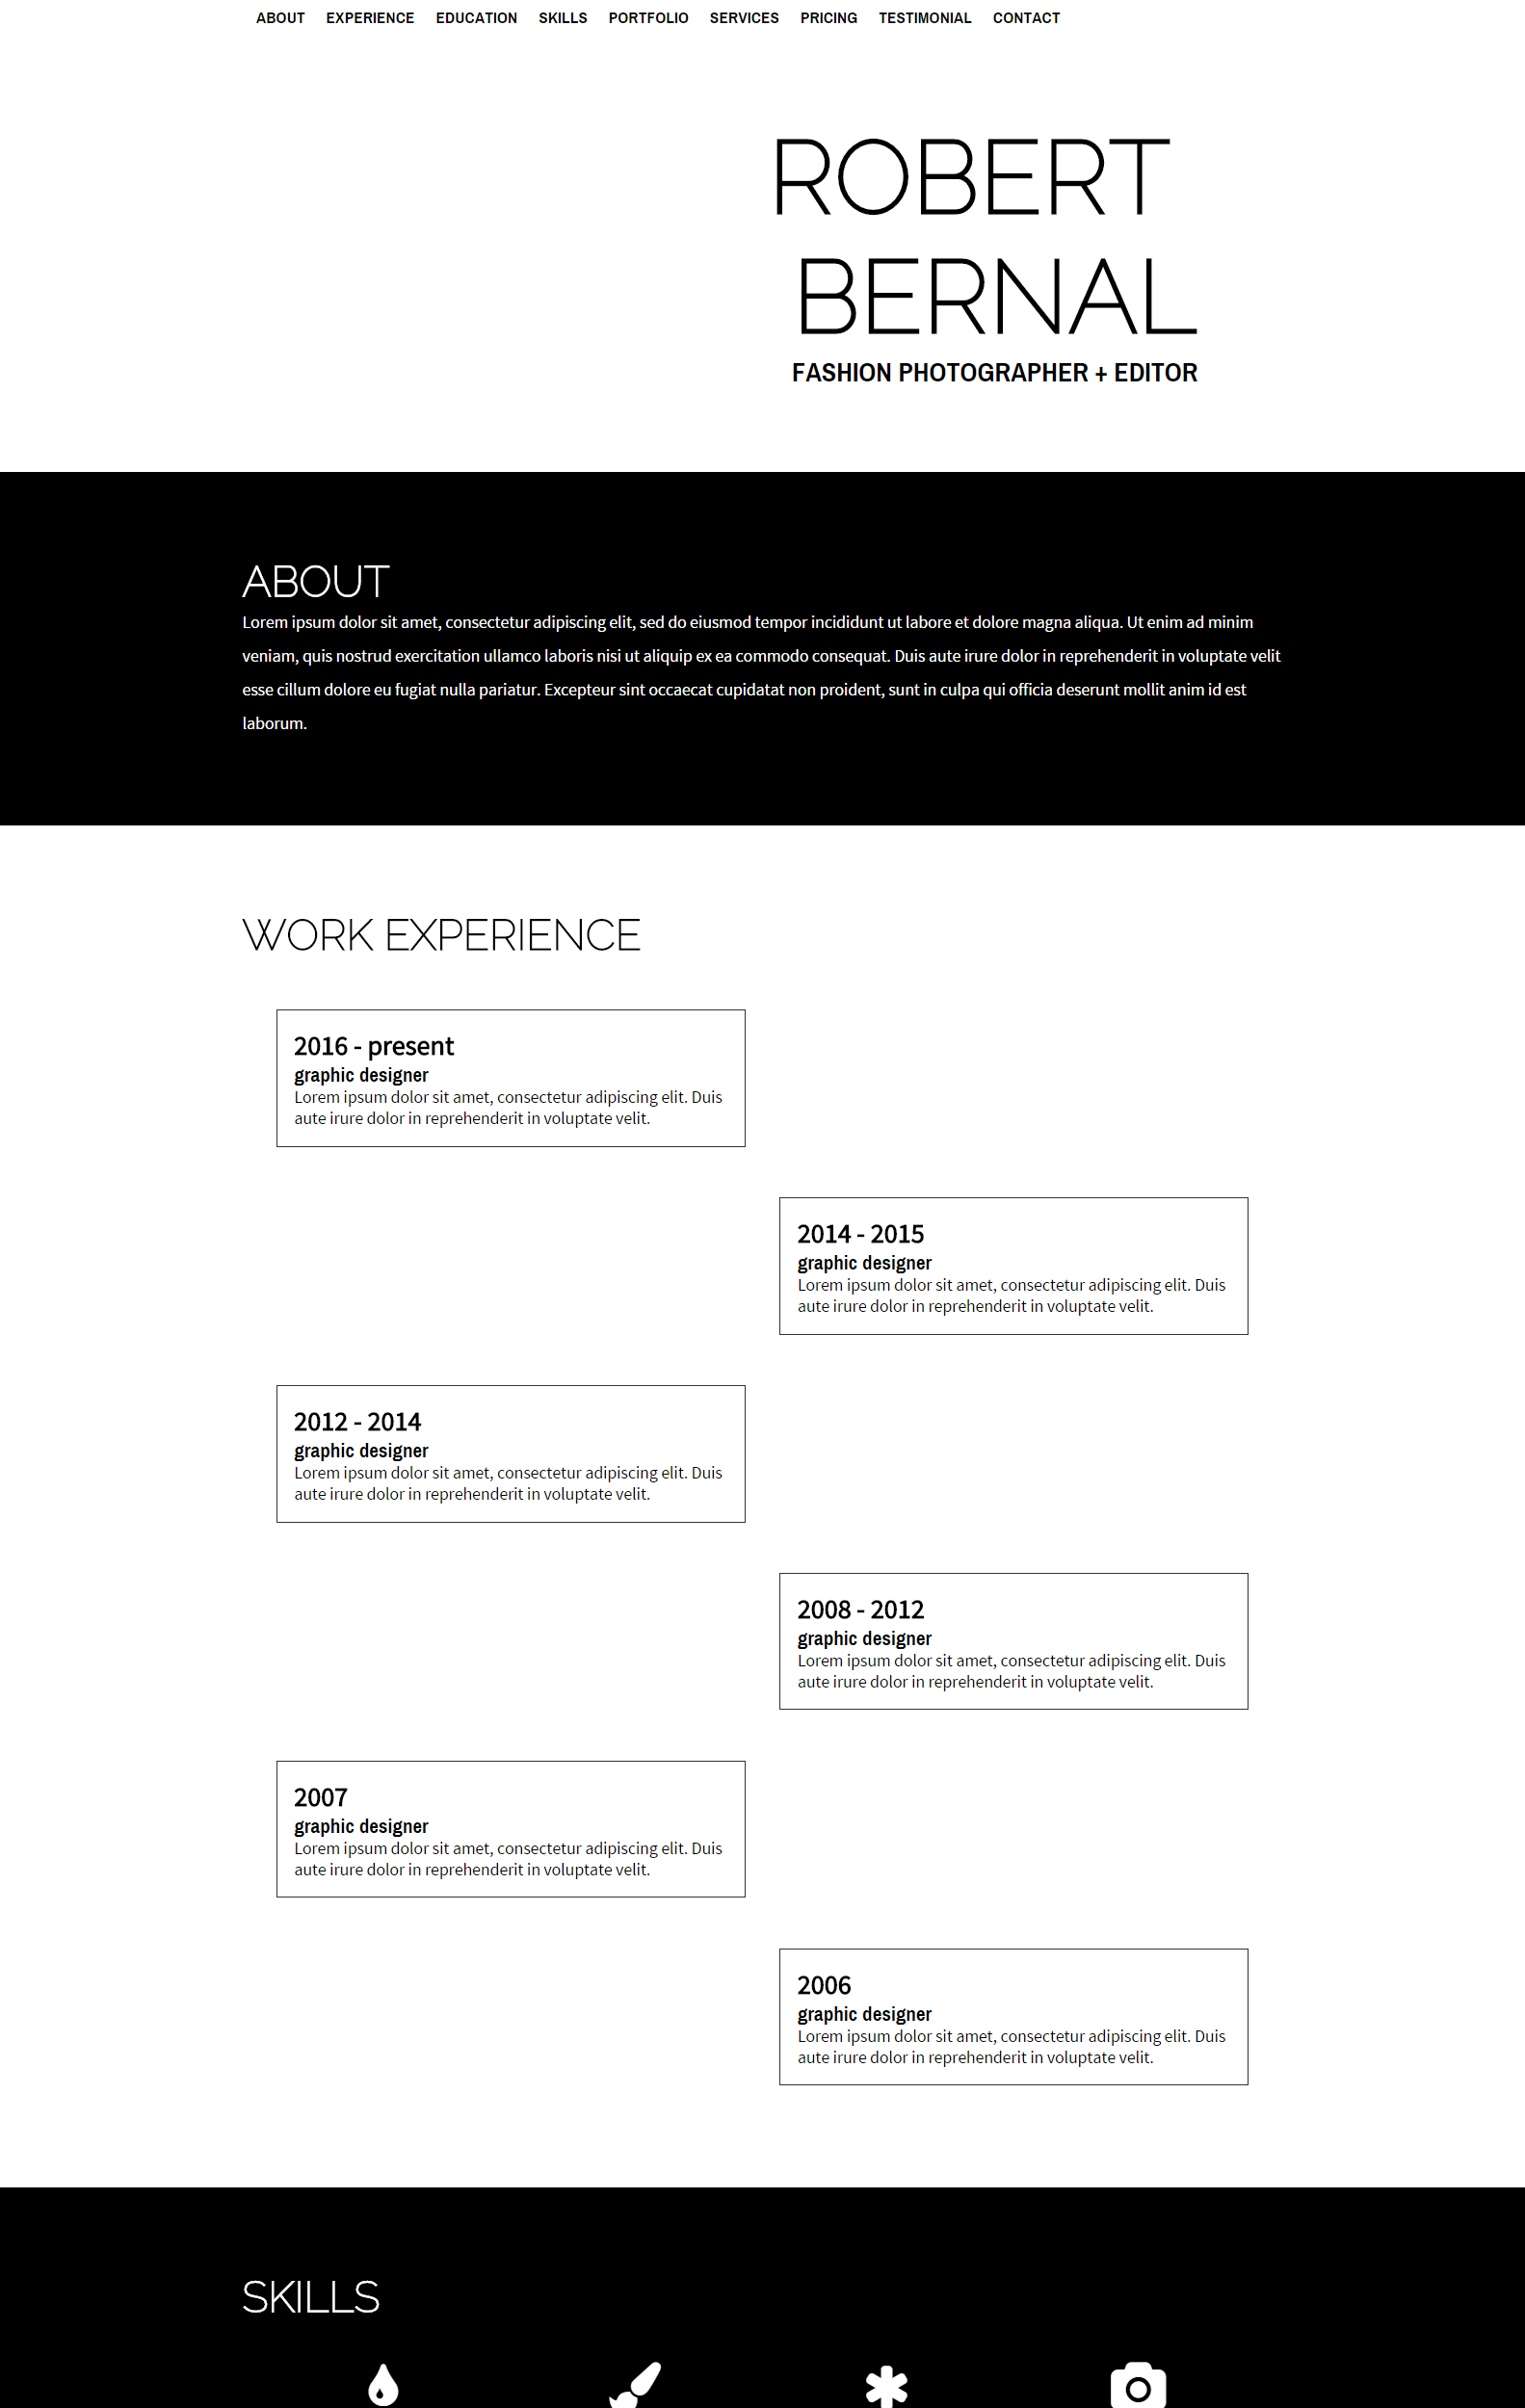 ABOUT EXPERIENCE EDUCATION SKILLS PORTFOLIO SERVICES PRICING TESTIMONIAL CONTACT
ROBERT
BERNAL
FASHION PHOTOGRAPHER + EDITOR
ABOUT
Lorem ipsum dolor sit amet, consectetur adipiscing elit, sed do eiusmod tempor incididunt ut labore et dolore magna aliqua. Ut enim ad minim
veniam, quis nostrud exercitation ullamco laboris nisi ut aliquip ex ea commodo consequat. Duis aute irure dolor in reprehenderit in voluptate velit
esse cillum dolore eu fugiat nulla pariatur. Excepteur sint occaecat cupidatat non proident, sunt in culpa qui officia deserunt mollit anim id est
laborum.
WORK EXPERIENCE
2016 - present
graphic designer
Lorem ipsum dolor sit amet, consectetur adipiscing elit. Duis
aute irure dolor in reprehenderit in voluptate velit.
2014 - 2015
graphic designer
Lorem ipsum dolor sit amet, consectetur adipiscing elit. Duis
aute irure dolor in reprehenderit in voluptate velit.
2012 - 2014
graphic designer
Lorem ipsum dolor sit amet, consectetur adipiscing elit. Duis
aute irure dolor in reprehenderit in voluptate velit.
2008 - 2012
graphic designer
Lorem ipsum dolor sit amet, consectetur adipiscing elit. Duis
aute irure dolor in reprehenderit in voluptate velit.
2007
graphic designer
Lorem ipsum dolor sit amet, consectetur adipiscing elit. Duis
aute irure dolor in reprehenderit in voluptate velit.
2006
graphic designer
Lorem ipsum dolor sit amet, consectetur adipiscing elit. Duis
aute irure dolor in reprehenderit in voluptate velit.
SKILLS